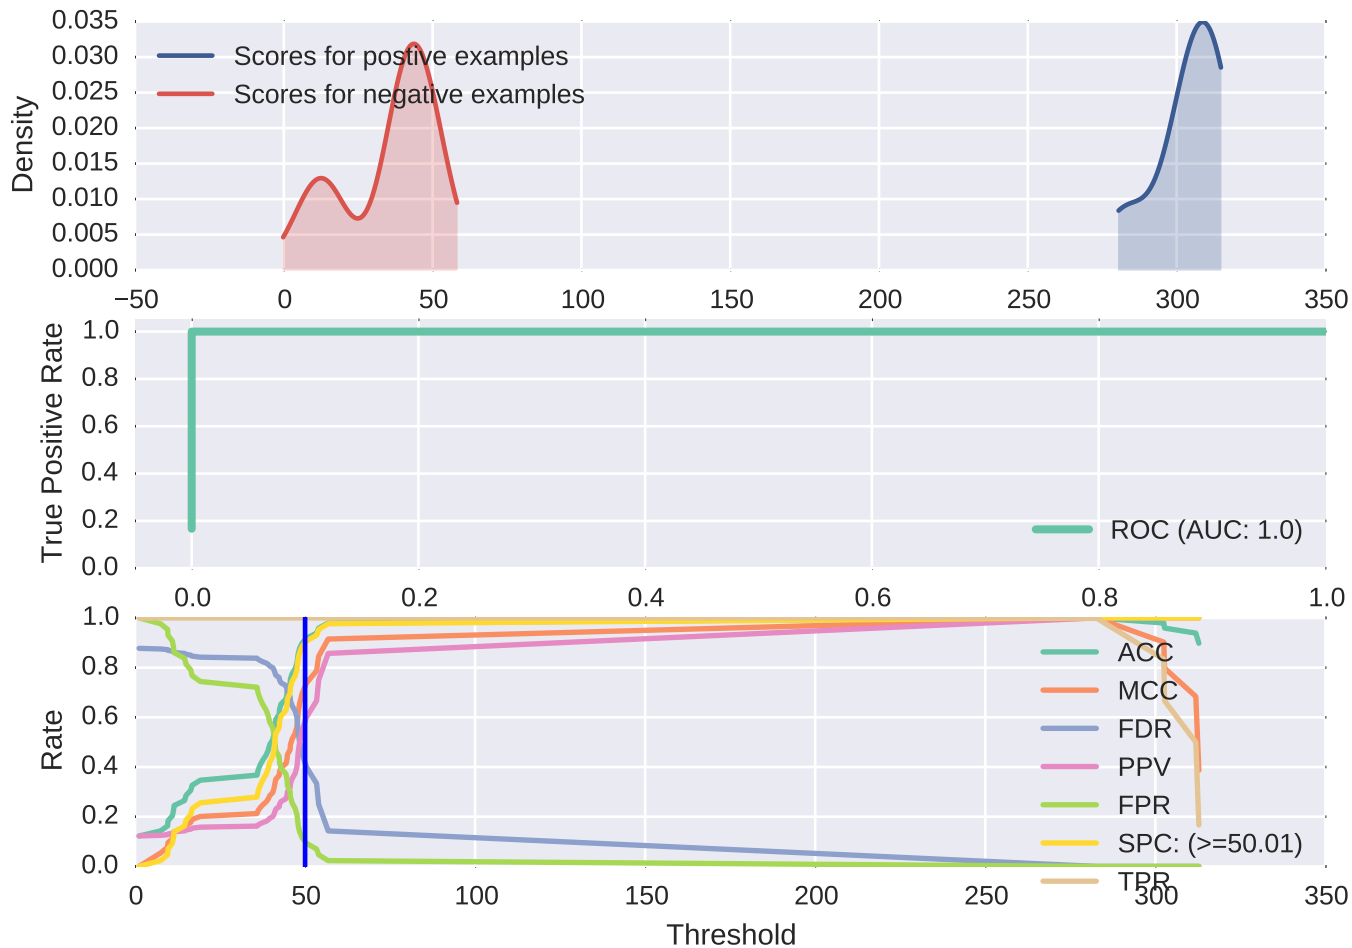 0.035
0.030
0.025
0.020
0.015
0.010
0.005
0.000
Density
Scores for postive examples
Scores for negative examples
−50 0 50 100 150 200 250 300 350
1.0
0.8
0.6
0.4
0.2
0.0
True Positive Rate
ROC (AUC: 1.0)
0.0 0.2 0.4 0.6 0.8 1.0
1.0
0.8
0.6
0.4
0.2
0.0
Rate
ACC
MCC
FDR
PPV
FPR
SPC: (>=50.01)
TPR
0 50 100 150 200 250 300 350
Threshold